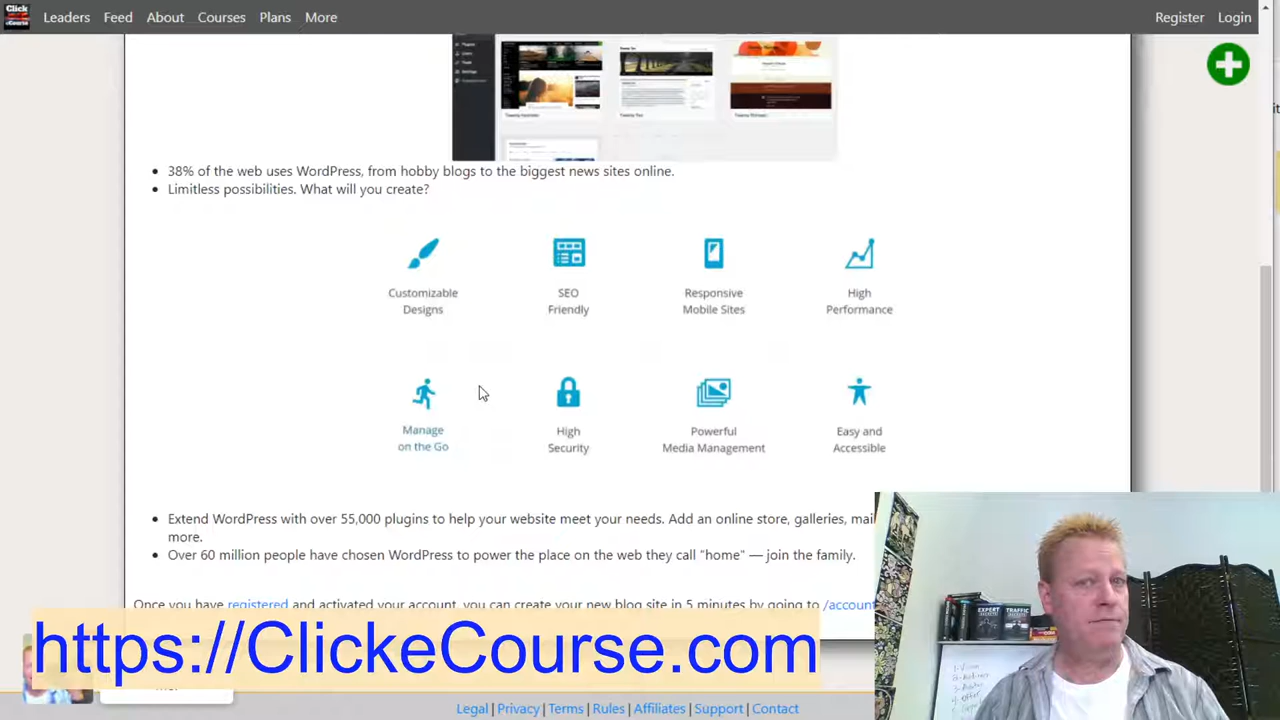 Click
eCourse
Leaders Feed About Courses Plans More Register Login
38% of the web uses WordPress, from hobby blogs to the biggest news sites online.
Limitless possibilities. What will you create?
Customizable Designs
SEO Friendly
Responsive Mobile Sites
High Performance
Manage on the Go
High Security
Powerful Media Management
Easy and Accessible
Extend WordPress with over 55,000 plugins to help your website meet your needs. Add an online store, galleries,
more.
Over 60 million people have chosen WordPress to power the place on the web they call "home" — join the family.
Once you have registered and activated your account, you can create your new blog site in 5 minutes by going to /account
https://ClickeCourse.com
EXPERT
TRAFFIC
Legal | Privacy | Terms | Rules | Affiliates | Support | Contact